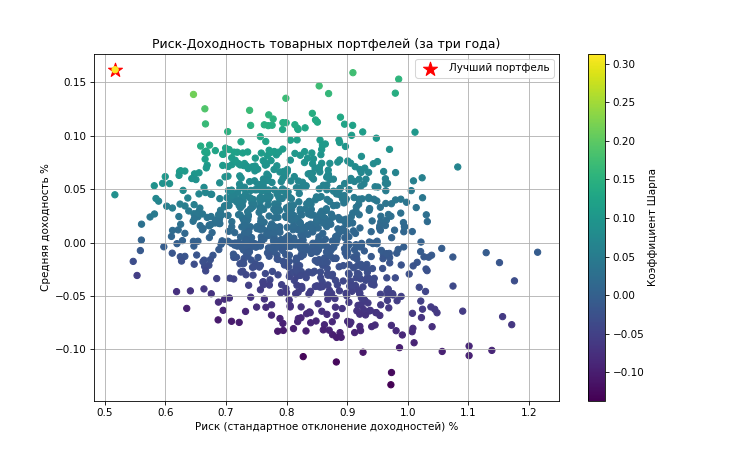 Риск-Доходность товарных портфелей (за три года)
Лучший портфель
Средняя доходность %
0.15
0.10
0.05
0.00
−0.05
−0.10
0.5 0.6 0.7 0.8 0.9 1.0 1.1 1.2
Риск (стандартное отклонение доходностей) %
0.30
0.25
0.20
0.15
0.10
0.05
0.00
−0.05
−0.10
Коэффициент Шарпа